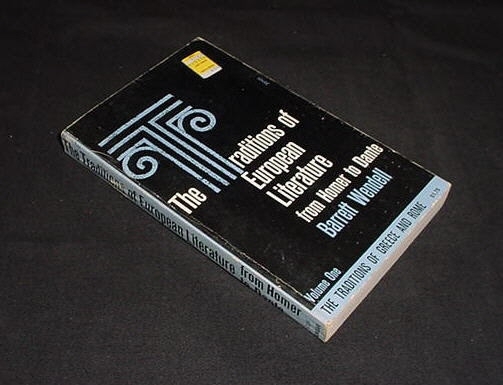 The Traditions of
European
Literature
from Homer to Dante
Barrett Wendell
Volume One
THE TRADITIONS OF GREECE AND ROME
The Traditions of European Literature from Homer